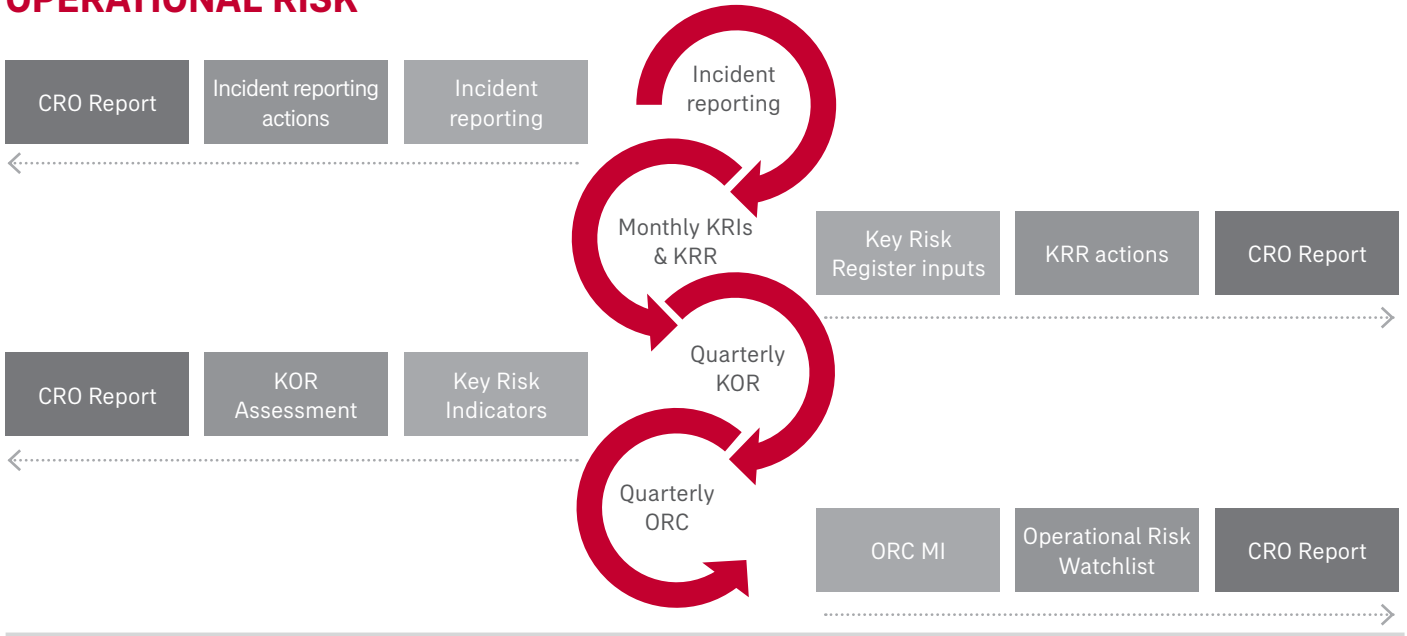 OPERATIONAL RISK
CRO Report
Incident reporting
actions
Incident
reporting
Incident
reporting
Monthly KRIs
& KRR
Key Risk
Register inputs
KRR actions
CRO Report
CRO Report
KOR
Assessment
Key Risk
Indicators
Quarterly
KOR
Quarterly
ORC
ORC MI
Operational Risk
Watchlist
CRO Report